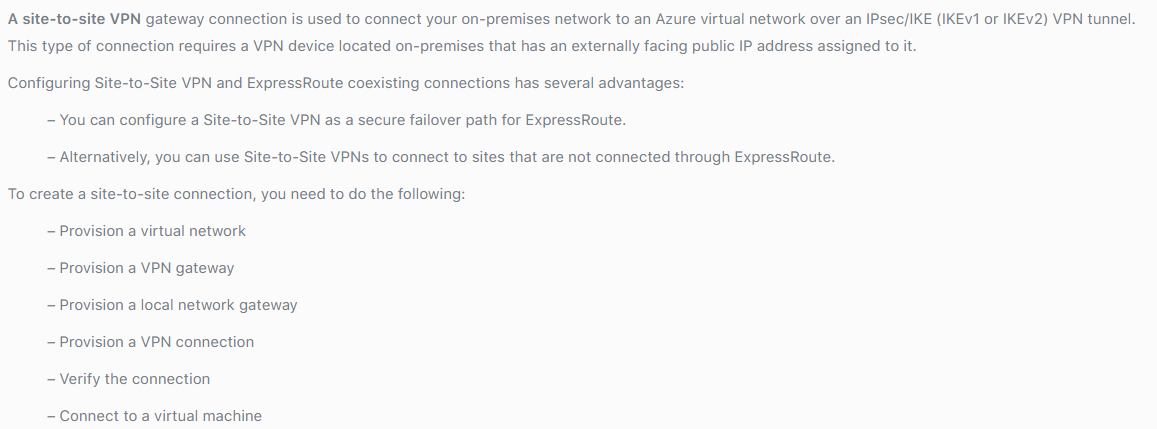 A site-to-site VPN gateway connection is used to connect your on-premises network to an Azure virtual network over an IPsec/IKE (IKEv1 or IKEv2) VPN tunnel.
This type of connection requires a VPN device located on-premises that has an externally facing public IP address assigned to it.
Configuring Site-to-Site VPN and ExpressRoute coexisting connections has several advantages:
– You can configure a Site-to-Site VPN as a secure failover path for ExpressRoute.
– Alternatively, you can use Site-to-Site VPNs to connect to sites that are not connected through ExpressRoute.
To create a site-to-site connection, you need to do the following:
– Provision a virtual network
– Provision a VPN gateway
– Provision a local network gateway
– Provision a VPN connection
– Verify the connection
– Connect to a virtual machine